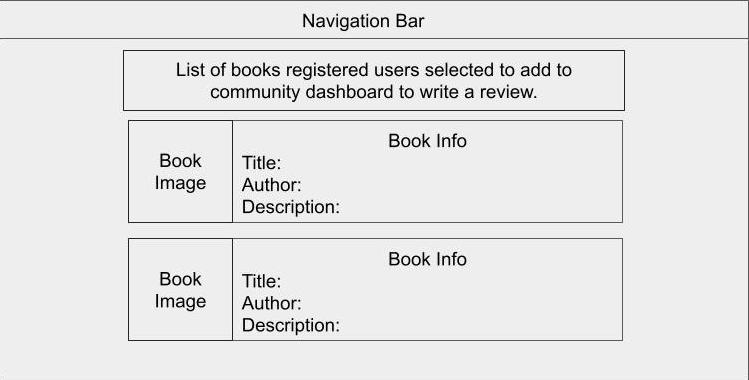 Navigation Bar
List of books registered users selected to add to
community dashboard to write a review.
Book
Image
Book Info
Title:
Author:
Description:
Book
Image
Book Info
Title:
Author:
Description: